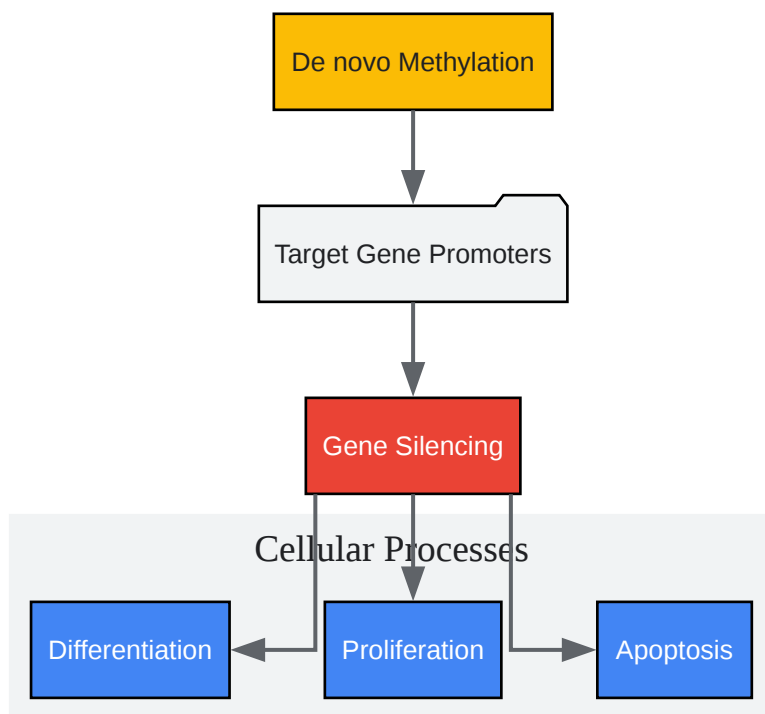 De novo Methylation
Target Gene Promoters
Gene Silencing
Cellular Processes
Differentiation
Proliferation
Apoptosis